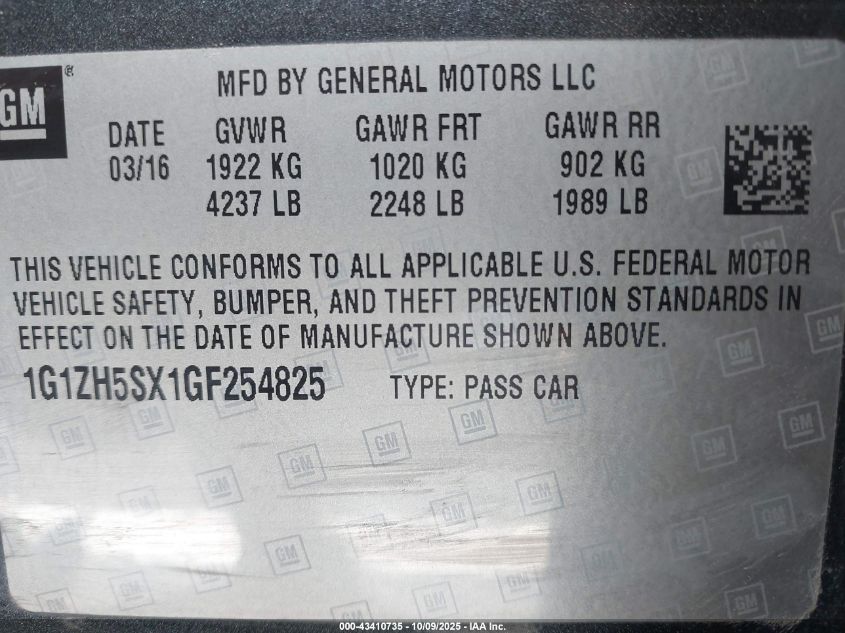 GM®
MFD BY GENERAL MOTORS LLC
DATE GVWR GAWR FRT GAWR RR
03/16 1922 KG 1020 KG 902 KG
4237 LB 2248 LB 1989 LB
THIS VEHICLE CONFORMS TO ALL APPLICABLE U.S. FEDERAL MOTOR
VEHICLE SAFETY, BUMPER, AND THEFT PREVENTION STANDARDS IN
EFFECT ON THE DATE OF MANUFACTURE SHOWN ABOVE.
1G1ZH5SX1GF254825 TYPE: PASS CAR
000-43410735 - 10/09/2025 - IAA Inc.